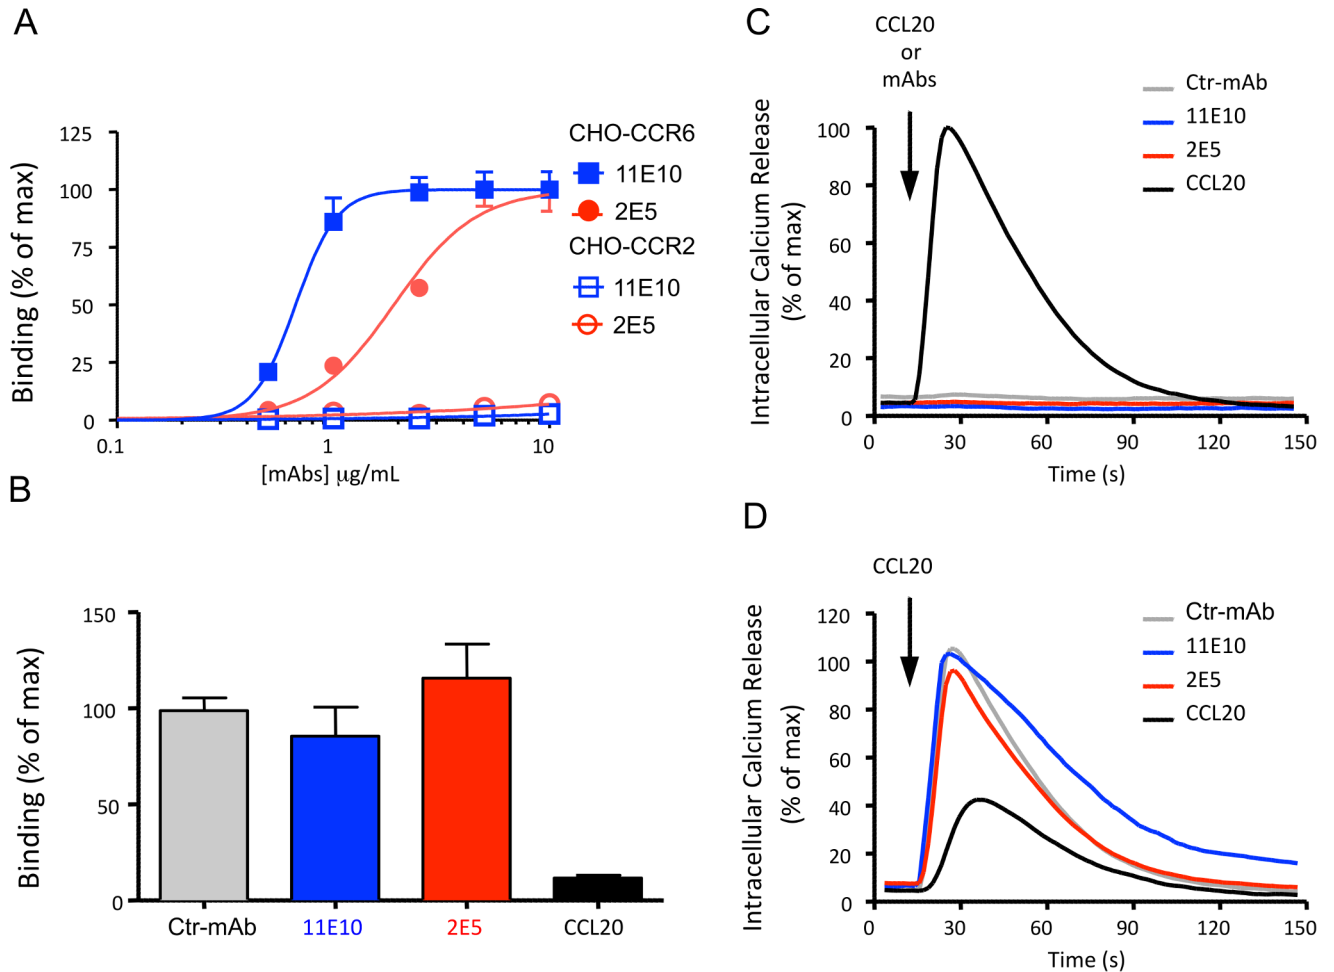 A
Binding (% of max)
125
100
75
50
25
0
0.1
1
10
[mAbs] μg/mL
CHO-CCR6
11E10
2E5
CHO-CCR2
11E10
2E5
B
Binding (% of max)
150
100
50
0
Ctr-mAb
11E10
2E5
CCL20
C
CCL20
or
mAbs
Intracellular Calcium Release
(% of max)
100
80
60
40
20
0
0
30
60
90
120
150
Time (s)
Ctr-mAb
11E10
2E5
CCL20
D
CCL20
Intracellular Calcium Release
(% of max)
120
100
80
60
40
20
0
0
30
60
90
120
150
Time (s)
Ctr-mAb
11E10
2E5
CCL20